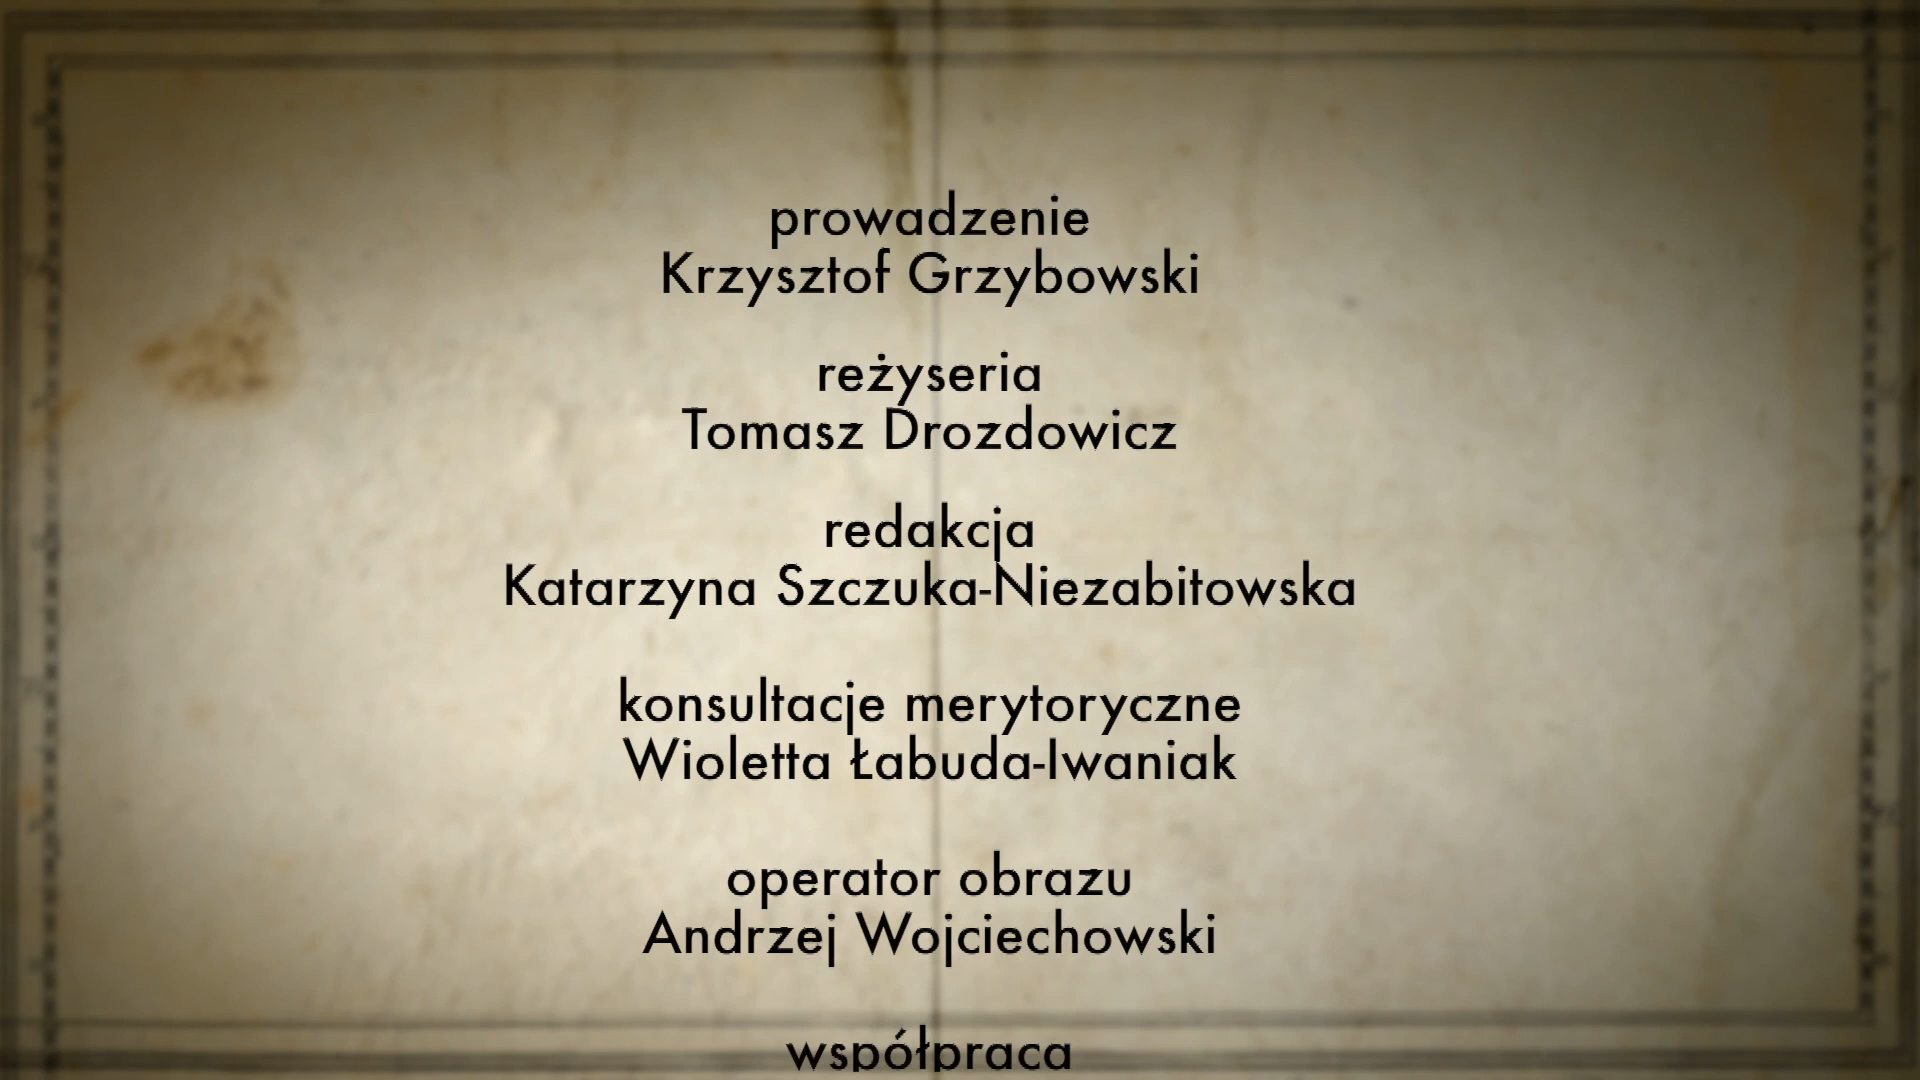 prowadzenie
Krzysztof Grzybowski
reżyseria
Tomasz Drozdowicz
redakcja
Katarzyna Szczuka-Niezabitowska
konsultacje merytoryczne
Wioletta Łabuda-Iwaniak
operator obrazu
Andrzej Wojciechowski
współpraca